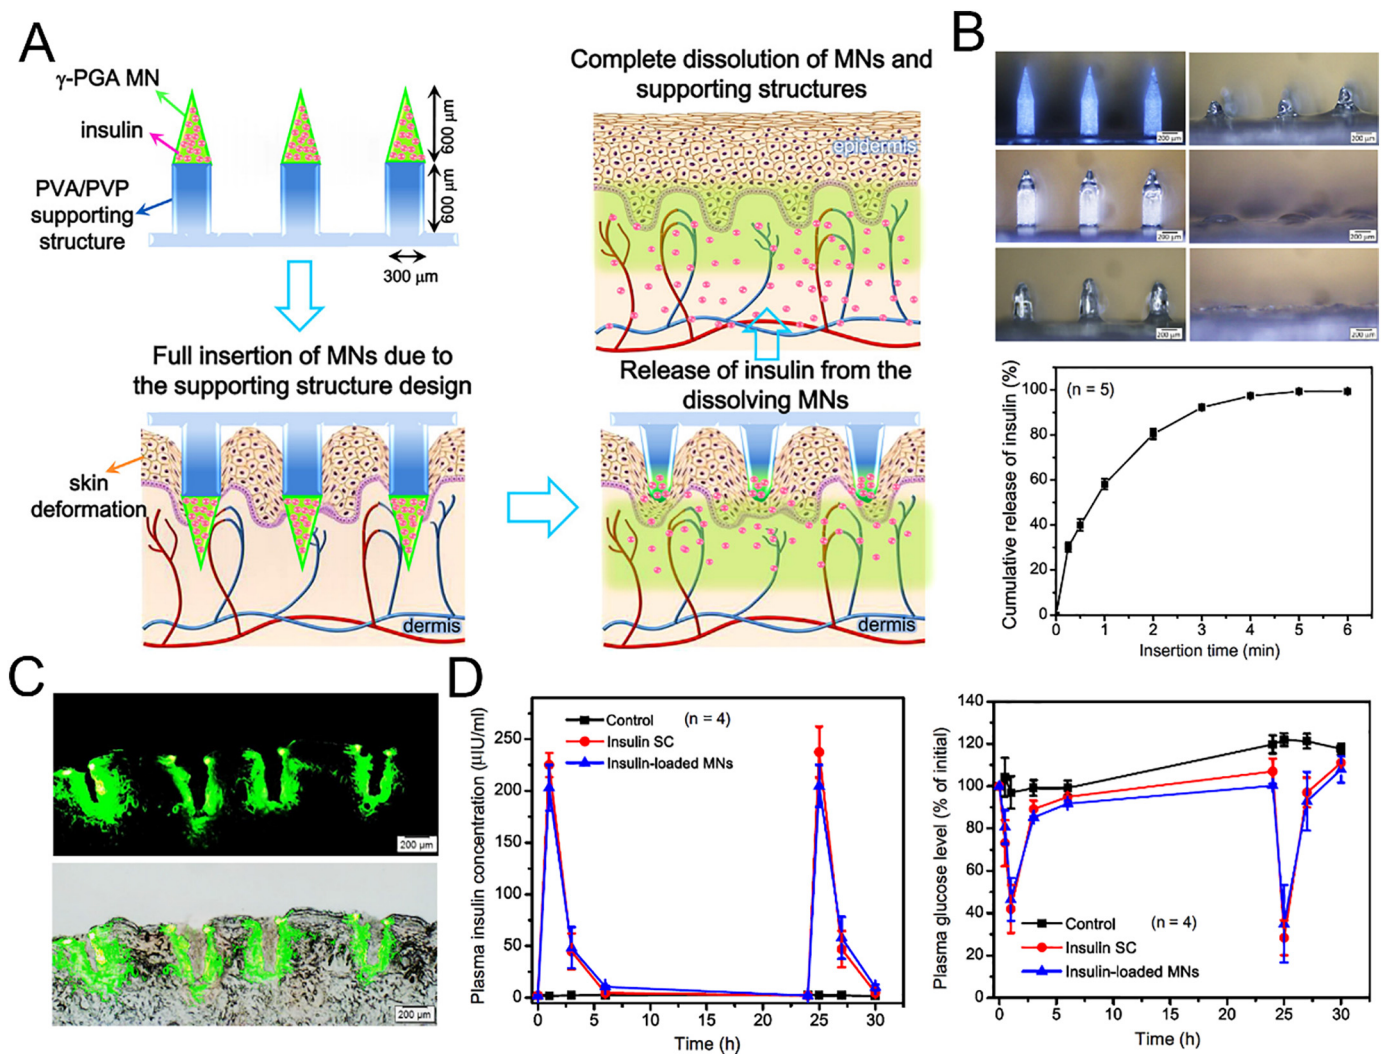 A
γ-PGA MN
insulin
PVA/PVP
supporting
structure
600 μm
600 μm
300 μm
Full insertion of MNs due to
the supporting structure design
skin
deformation
dermis
Complete dissolution of MNs and
supporting structures
epidermis
Release of insulin from the
dissolving MNs
dermis
B
200 μm
200 μm
200 μm
200 μm
200 μm
200 μm
Cumulative release of insulin (%)
(n = 5)
100
80
60
40
20
0
0 1 2 3 4 5 6
Insertion time (min)
C
200 μm
200 μm
D
Plasma insulin concentration (μIU/ml)
Control (n = 4)
Insulin SC
Insulin-loaded MNs
250
200
150
100
50
0
0 5 10 15 20 25 30
Time (h)
Plasma glucose level (% of initial)
140
120
100
80
60
40
20
0
Control (n = 4)
Insulin SC
Insulin-loaded MNs
0 5 10 15 20 25 30
Time (h)